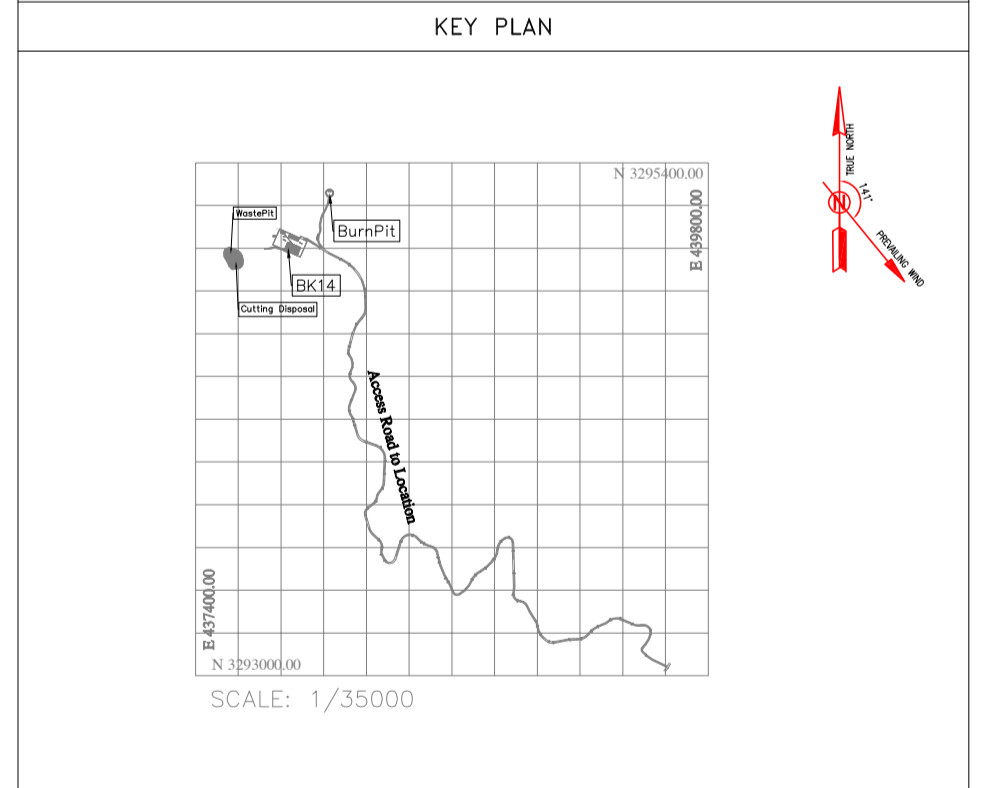 KEY PLAN
N 3295400.00
E 439800.00
TRUE NORTH
N
141°
PREVAILING WIND
WastePit
BurnPit
BK14
Cutting Disposal
Access Road to Location
E 437400.00
N 3293000.00
SCALE: 1/35000